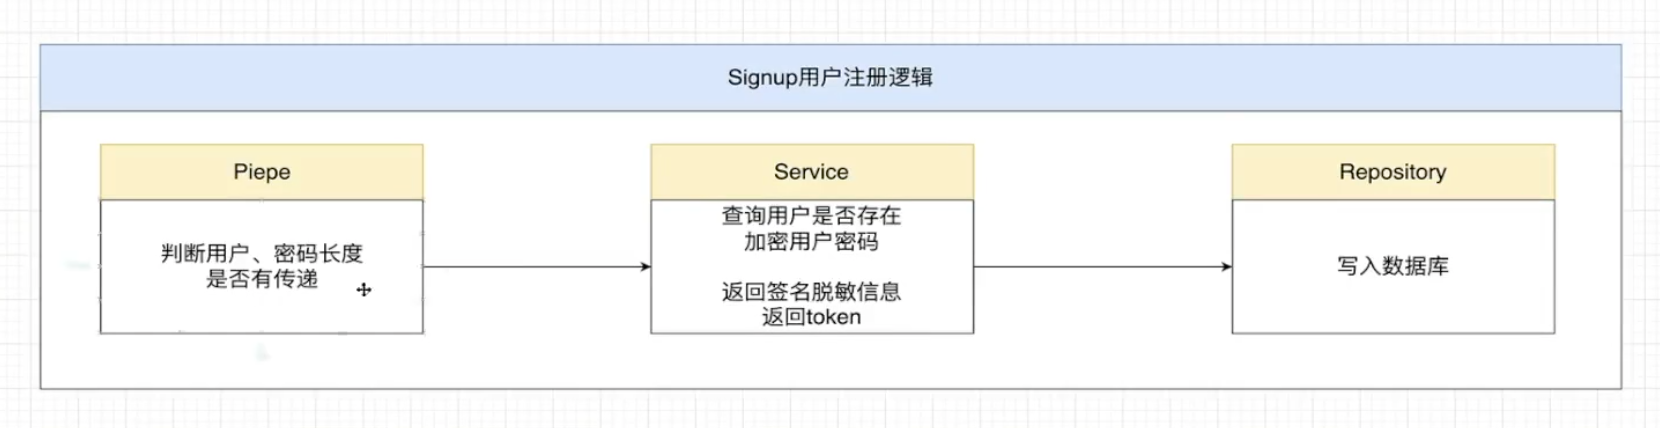 Signup用户注册逻辑
Piepe
判断用户、密码长度
是否有传递
Service
查询用户是否存在
加密用户密码
返回签名脱敏信息
返回token
Repository
写入数据库